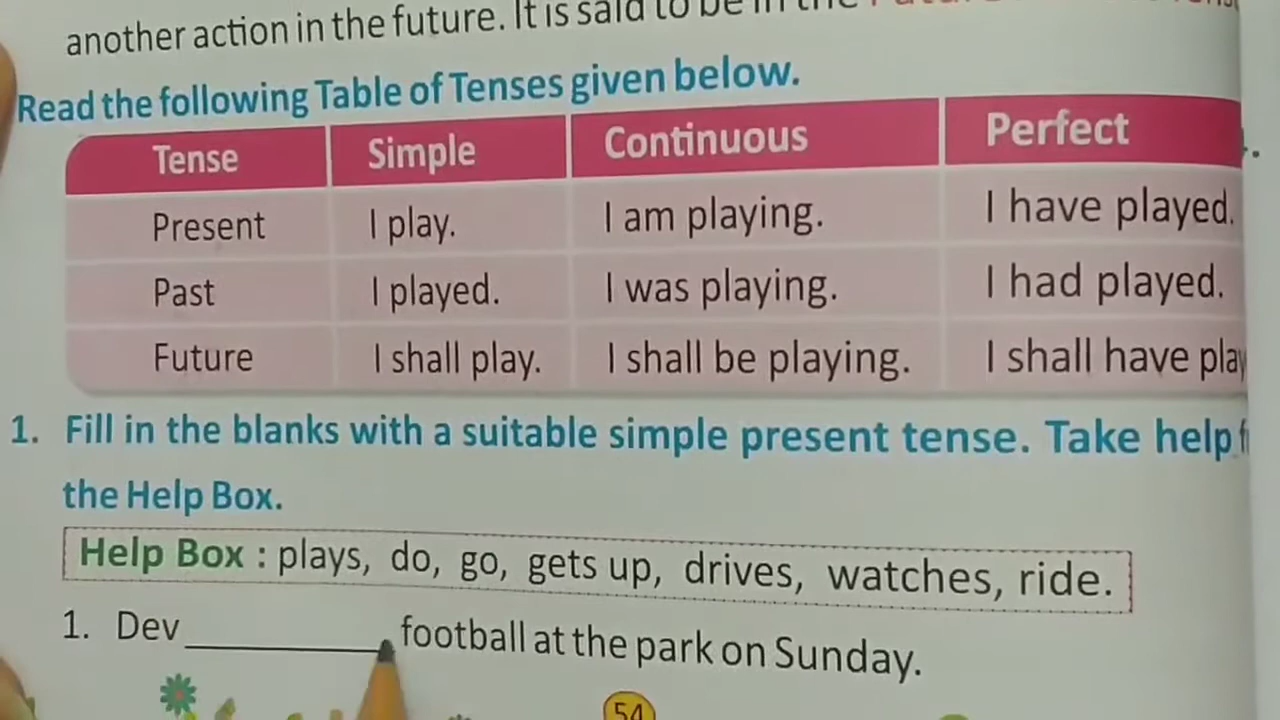 another action in the future. It is said to be in the
Read the following Table of Tenses given below.
Tense Simple Continuous Perfect
Present I play. I am playing. I have played.
Past I played. I was playing. I had played.
Future I shall play. I shall be playing. I shall have play
1. Fill in the blanks with a suitable simple present tense. Take help
the Help Box.
Help Box : plays, do, go, gets up, drives, watches, ride.
1. Dev __________ football at the park on Sunday.
54